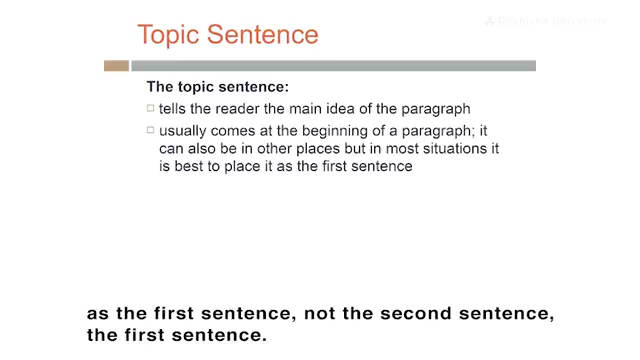 Topic Sentence
The topic sentence:
tells the reader the main idea of the paragraph
usually comes at the beginning of a paragraph; it
can also be in other places but in most situations it
is best to place it as the first sentence
as the first sentence, not the second sentence,
the first sentence.